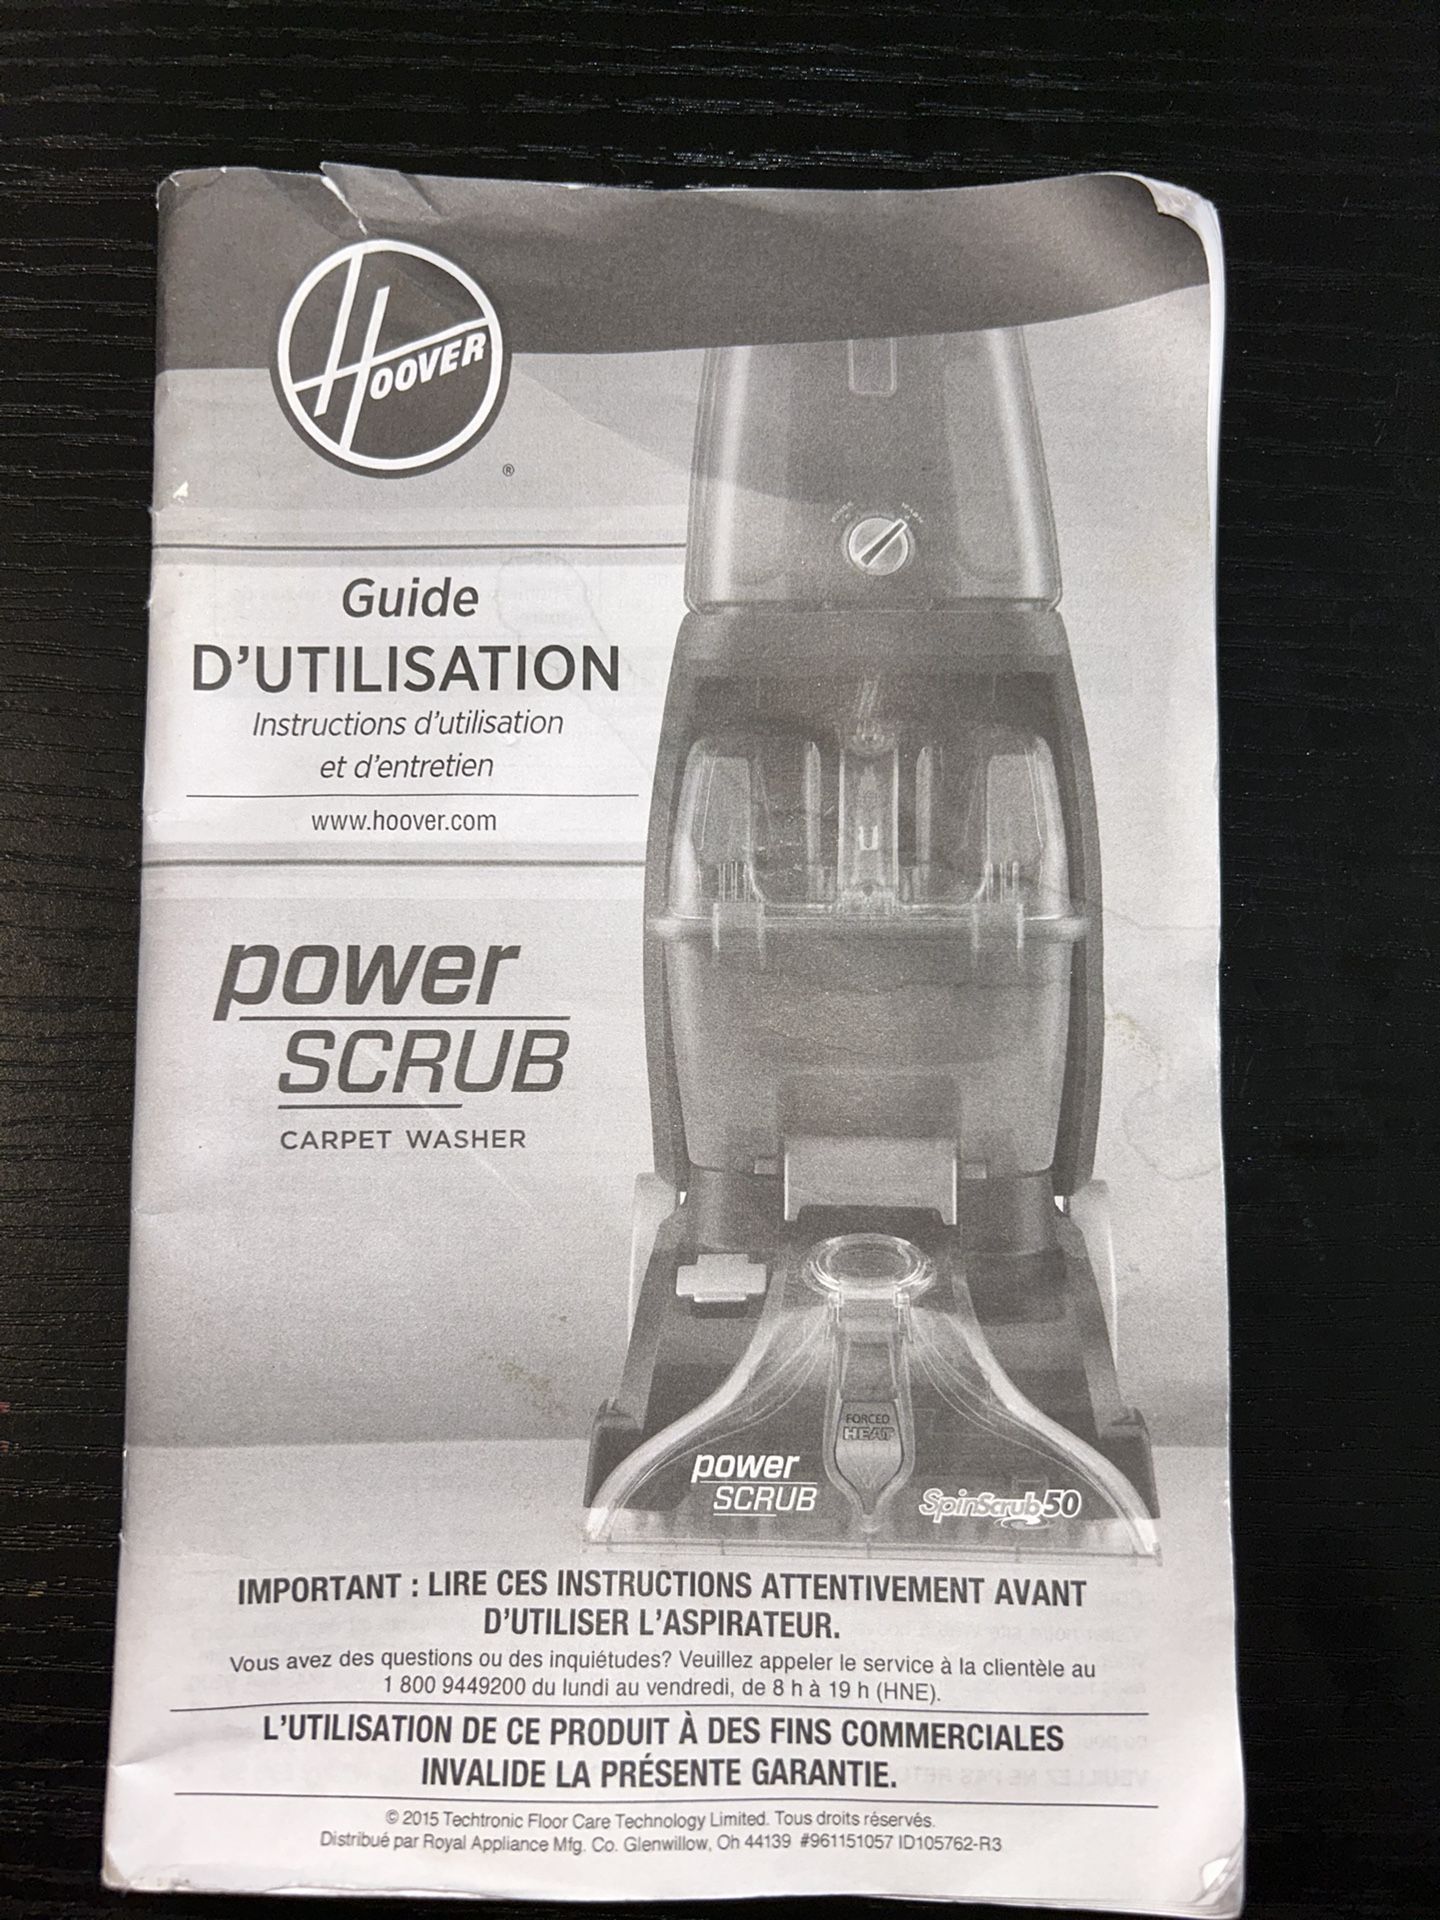 HOOVER
®
Guide
D'UTILISATION
Instructions d'utilisation
et d'entretien
www.hoover.com
power
SCRUB
CARPET WASHER
FORCED
HEAT
power
SCRUB
SpinScrub 50
IMPORTANT : LIRE CES INSTRUCTIONS ATTENTIVEMENT AVANT
D'UTILISER L'ASPIRATEUR.
Vous avez des questions ou des inquiétudes? Veuillez appeler le service à la clientèle au
1 800 9449200 du lundi au vendredi, de 8 h à 19 h (HNE).
L'UTILISATION DE CE PRODUIT À DES FINS COMMERCIALES
INVALIDE LA PRÉSENTE GARANTIE.
© 2015 Techtronic Floor Care Technology Limited. Tous droits réservés.
Distribué par Royal Appliance Mfg. Co. Glenwillow, Oh 44139 #961151057 ID105762-R3